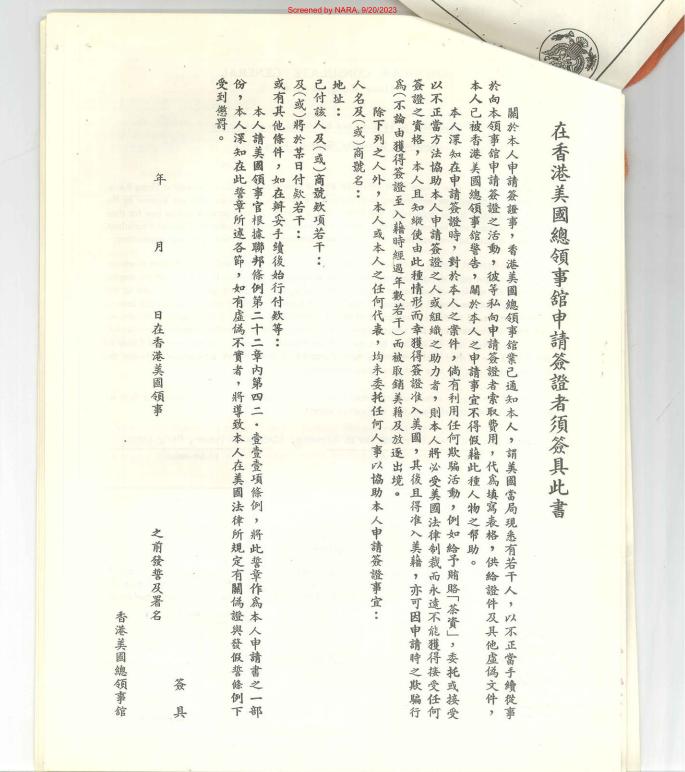 Screened by NARA, 9/20/2023
在香港美國總領事舘申請簽證者須簽具此書
關於本人申請簽證事，香港美國總領事舘業已通知本人，謂美國當局現悉有若干人，以不正當手續從事
於向本領事舘申請簽證之活動，彼等私向申請簽證者索取費用，代爲填寫表格，供給證件及其他虛偽文件，
本人已被香港美國總領事舘警告，關於本人之申請事宜不得假藉此種人物之幫助。
本人深知在申請簽證時，對於本人之案件，倘有利用任何欺騙活動，例如給予賄賂「茶資」，委托或接受
以不正當方法協助本人申請簽證之人或組織之助力者，則本人將必受美國法律制裁而永遠不能獲得接受任何
簽證之資格，本人且知縱使由此種情形而幸獲得簽證准入美國，其後且得准入美籍，亦可因申請時之欺騙行
爲（不論由獲得簽證至入籍時經過年數若干）而被取銷美籍及放逐出境。
除下列之人外，本人或本人之任何代表，均未委托任何人事以協助本人申請簽證事宜：
人名及（或）商號名：
地址：
已付該人及（或）商號欵項若干：
及（或）將於某日付欵若干：
或有其他條件，如在辦妥手續後始行付欵等：
本人請美國領事官根據聯邦條例第二十二章內第四二．壹壹壹項條例，將此誓章作爲本人申請書之一部
份，本人深知在此誓章所述各節，如有虛偽不實者，將導致本人在美國法律所規定有關偽證與發假誓條例下
受到懲罰。
簽具
年 月 日在香港美國領事 之前發誓及署名
香港美國總領事舘